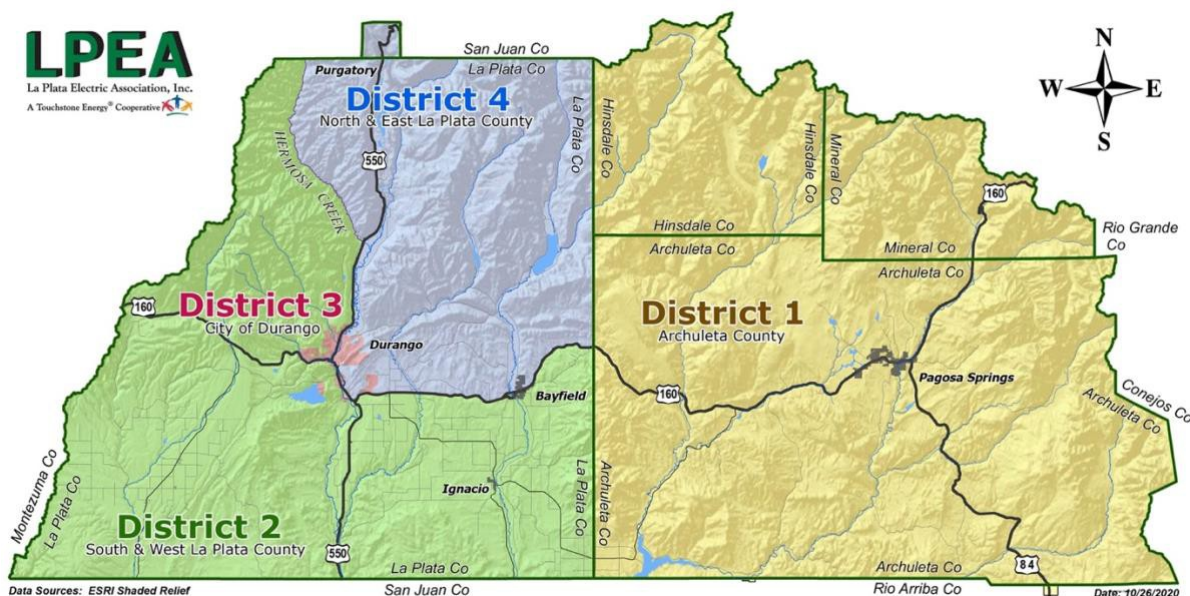 LPEA
La Plata Electric Association, Inc.
A Touchstone Energy® Cooperative
San Juan Co
La Plata Co
Purgatory
District 4
North & East La Plata County
La Plata Co
Hinsdale Co
Hinsdale Co
Mineral Co
N
W E
S
550
HERMOSA CREEK
160
Hinsdale Co
Archuleta Co
Mineral Co
Archuleta Co
Rio Grande
Co
160
District 3
City of Durango
Durango
District 1
Archuleta County
160
Pagosa Springs
Bayfield
Conejos Co
Archuleta Co
Montezuma Co
La Plata Co
Ignacio
La Plata Co
Archuleta Co
District 2
South & West La Plata County
550
La Plata Co
San Juan Co
Archuleta Co
Rio Arriba Co
84
Data Sources: ESRI Shaded Relief
Date: 10/26/2020